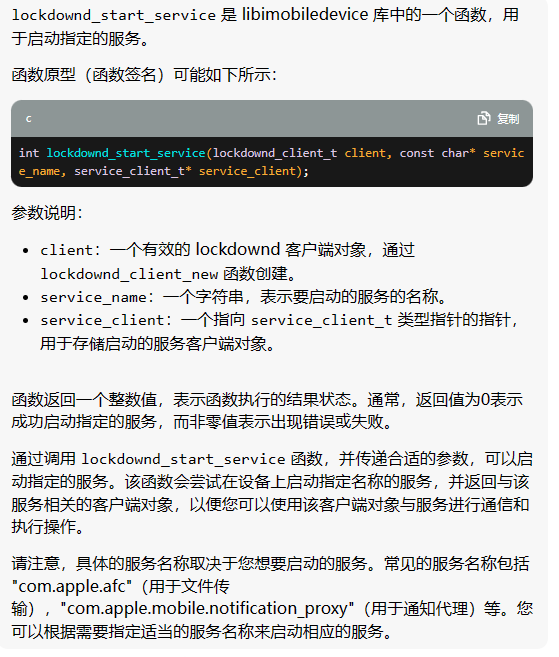 lockdownd_start_service 是 libimobiledevice 库中的一个函数，用
于启动指定的服务。
函数原型（函数签名）可能如下所示：
c 复制
int lockdownd_start_service(lockdownd_client_t client, const char* servic
e_name, service_client_t* service_client);
参数说明：
• client：一个有效的 lockdownd 客户端对象，通过
lockdownd_client_new 函数创建。
• service_name：一个字符串，表示要启动的服务的名称。
• service_client：一个指向 service_client_t 类型指针的指针，
用于存储启动的服务客户端对象。
函数返回一个整数值，表示函数执行的结果状态。通常，返回值为0表示
成功启动指定的服务，而非零值表示出现错误或失败。
通过调用 lockdownd_start_service 函数，并传递合适的参数，可以启
动指定的服务。该函数会尝试在设备上启动指定名称的服务，并返回与该
服务相关的客户端对象，以便您可以使用该客户端对象与服务进行通信和
执行操作。
请注意，具体的服务名称取决于您想要启动的服务。常见的服务名称包括
"com.apple.afc"（用于文件传
输），"com.apple.mobile.notification_proxy"（用于通知代理）等。您
可以根据需要指定适当的服务名称来启动相应的服务。